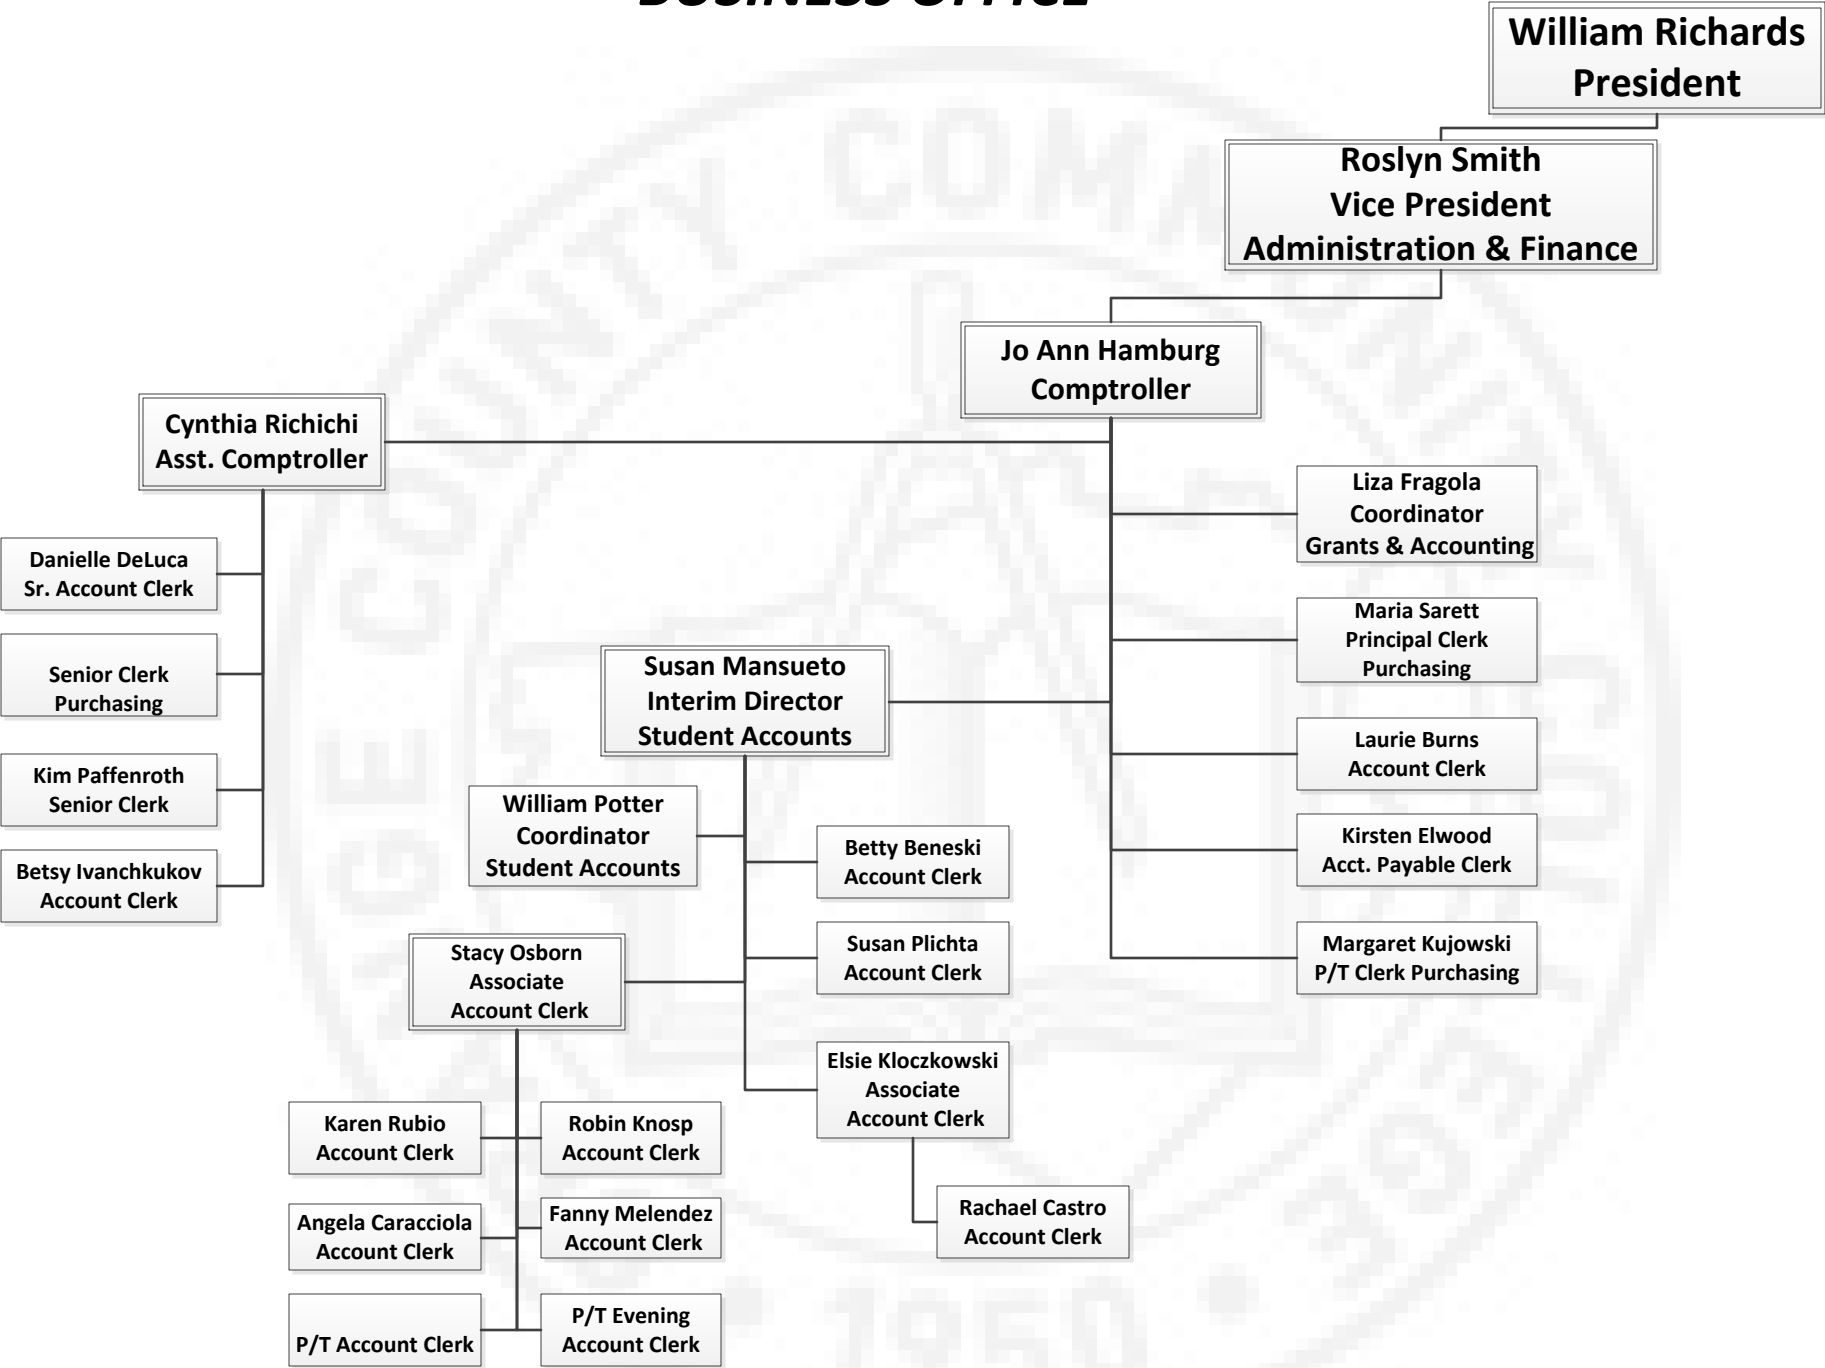 BUSINESS OFFICE
William Richards
President
Roslyn Smith
Vice President
Administration & Finance
Jo Ann Hamburg
Comptroller
Cynthia Richichi
Asst. Comptroller
Danielle DeLuca
Sr. Account Clerk
Senior Clerk
Purchasing
Kim Paffenroth
Senior Clerk
Betsy Ivanchkukov
Account Clerk
Liza Fragola
Coordinator
Grants & Accounting
Maria Sarett
Principal Clerk
Purchasing
Laurie Burns
Account Clerk
Kirsten Elwood
Acct. Payable Clerk
Margaret Kujowski
P/T Clerk Purchasing
Susan Mansueto
Interim Director
Student Accounts
William Potter
Coordinator
Student Accounts
Betty Beneski
Account Clerk
Susan Plichta
Account Clerk
Elsie Kloczkowski
Associate
Account Clerk
Rachael Castro
Account Clerk
Stacy Osborn
Associate
Account Clerk
Karen Rubio
Account Clerk
Robin Knosp
Account Clerk
Angela Caracciola
Account Clerk
Fanny Melendez
Account Clerk
P/T Account Clerk
P/T Evening
Account Clerk
COUNTY COMMUNITY
1950